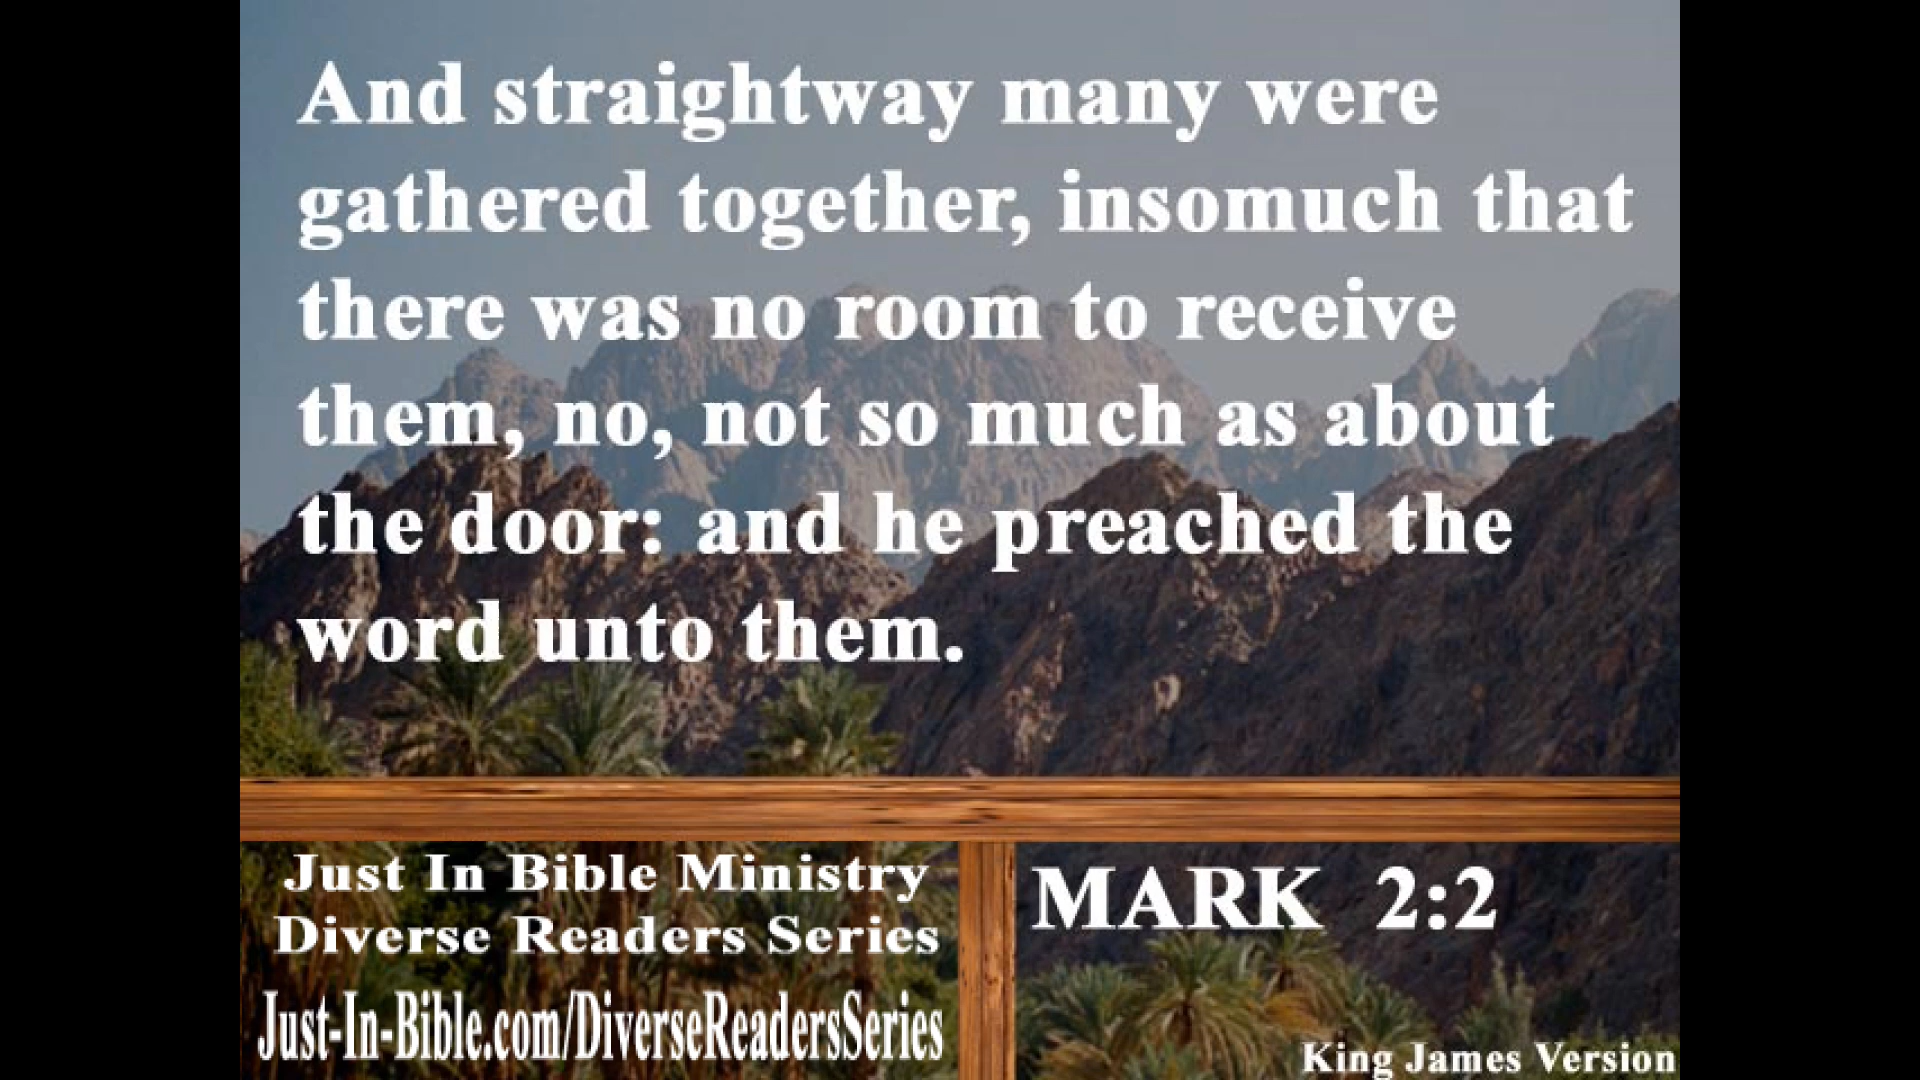 And straightway many were
gathered together, insomuch that
there was no room to receive
them, no, not so much as about
the door: and he preached the
word unto them.
Just In Bible Ministry
Diverse Readers Series
Just-In-Bible.com/DiverseReadersSeries
MARK 2:2
King James Version